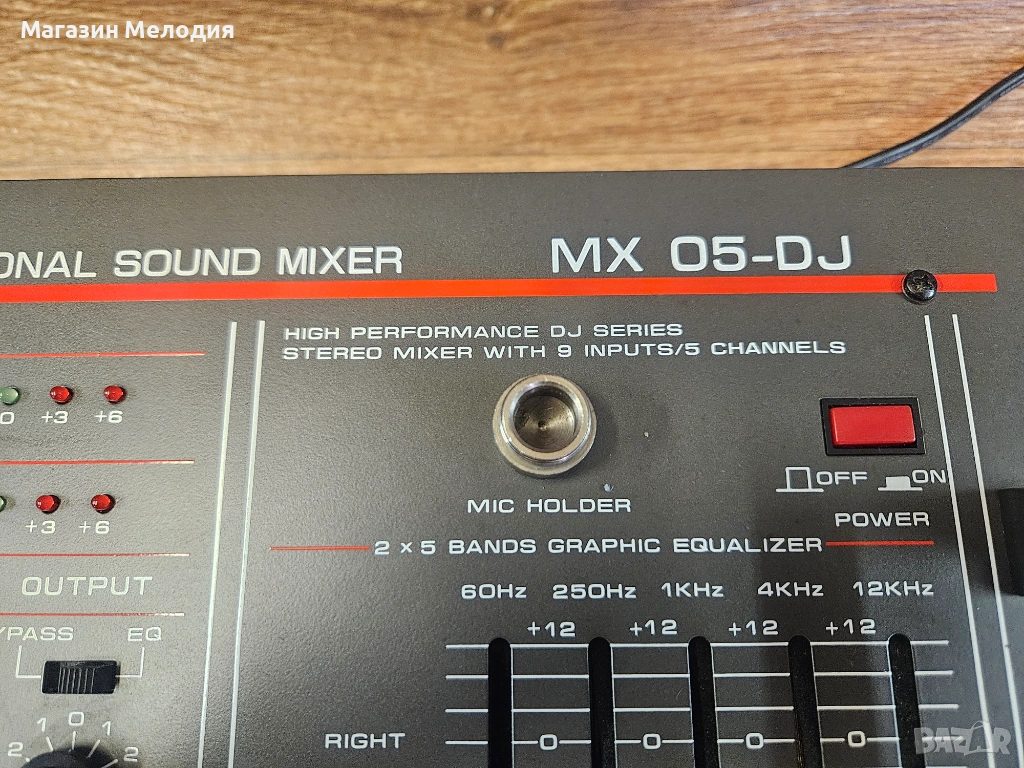 Магазин Мелодия
ONAL SOUND MIXER
MX 05-DJ
HIGH PERFORMANCE DJ SERIES
STEREO MIXER WITH 9 INPUTS/5 CHANNELS
0 +3 +6
OFF ON
+3 +6
MIC HOLDER
POWER
2 × 5 BANDS GRAPHIC EQUALIZER
OUTPUT
60Hz 250Hz 1KHz 4KHz 12KHz
YPASS EQ
+12 +12 +12 +12
1 0 1
2 2
RIGHT
0 0 0 0
BAZAR